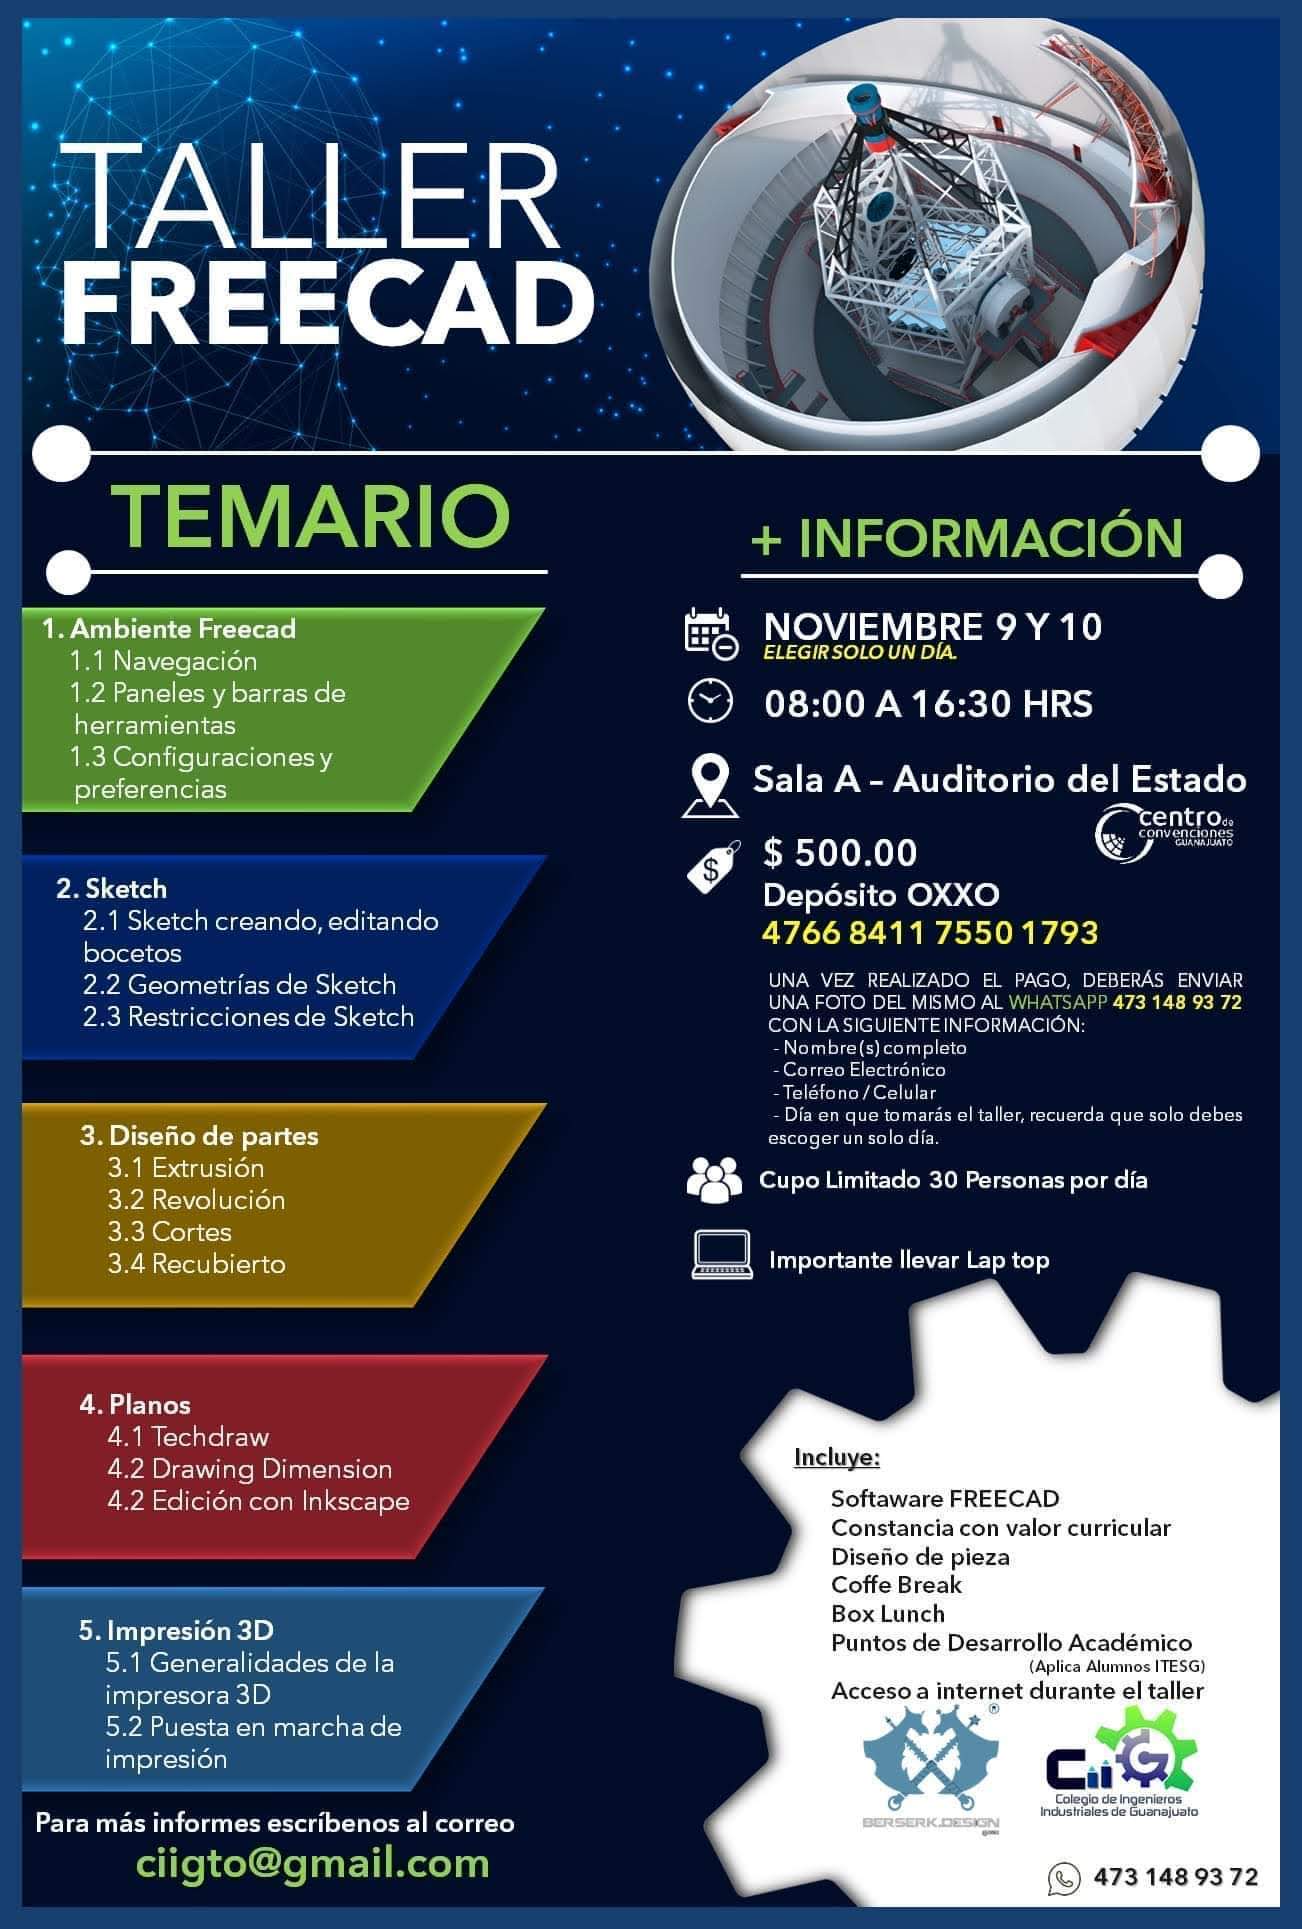 TALLER
FREECAD
TEMARIO
1. Ambiente Freecad
1.1 Navegación
1.2 Paneles y barras de
herramientas
1.3 Configuraciones y
preferencias
2. Sketch
2.1 Sketch creando, editando
bocetos
2.2 Geometrías de Sketch
2.3 Restricciones de Sketch
3. Diseño de partes
3.1 Extrusión
3.2 Revolución
3.3 Cortes
3.4 Recubierto
4. Planos
4.1 Techdraw
4.2 Drawing Dimension
4.2 Edición con Inkscape
5. Impresión 3D
5.1 Generalidades de la
impresora 3D
5.2 Puesta en marcha de
impresión
Para más informes escríbenos al correo
ciigto@gmail.com
+ INFORMACIÓN
NOVIEMBRE 9 Y 10
ELEGIR SOLO UN DÍA.
08:00 A 16:30 HRS
Sala A – Auditorio del Estado
centro de
convenciones
GUANAJUATO
$ 500.00
Depósito OXXO
4766 8411 7550 1793
UNA VEZ REALIZADO EL PAGO, DEBERÁS ENVIAR
UNA FOTO DEL MISMO AL WHATSAPP 473 148 93 72
CON LA SIGUIENTE INFORMACIÓN:
- Nombre(s) completo
- Correo Electrónico
- Teléfono / Celular
- Día en que tomarás el taller, recuerda que solo debes
escoger un solo día.
Cupo Limitado 30 Personas por día
Importante llevar Lap top
Incluye:
Softaware FREECAD
Constancia con valor curricular
Diseño de pieza
Coffe Break
Box Lunch
Puntos de Desarrollo Académico
(Aplica Alumnos ITESG)
Acceso a internet durante el taller
BERSERK.DESIGN
CiiG
Colegio de Ingenieros
Industriales de Guanajuato
473 148 93 72